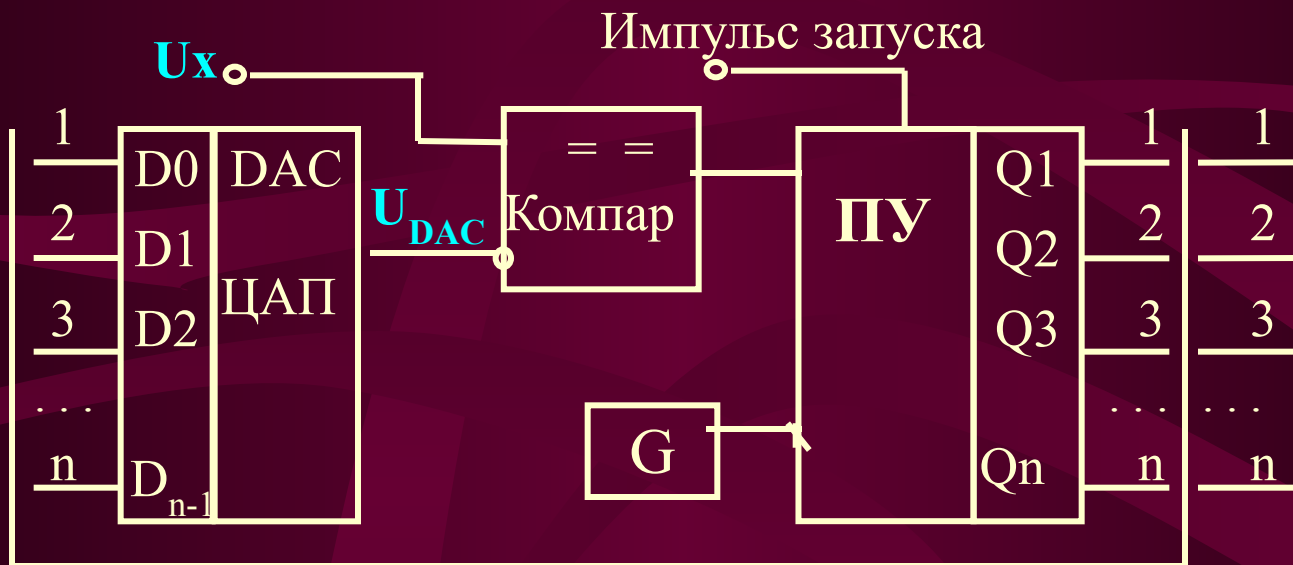 Импульс запуска
Ux
1
D0
DAC
2
D1
3
D2
ЦАП
. . .
n
Dn-1
UDAC
= =
Компар
G
ПУ
Q1
Q2
Q3
Qn
1
2
3
. . .
n
1
2
3
. . .
n